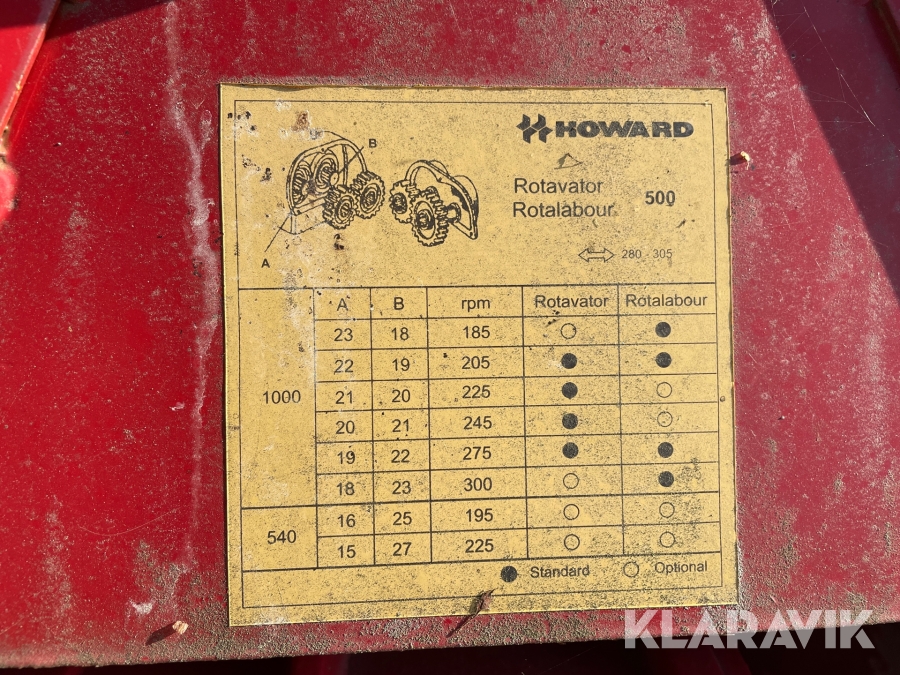 HOWARD
B
A
Rotavator
Rotalabour 500
280 - 305
A B rpm Rotavator Rotalabour
1000
23 18 185 ○ ●
22 19 205 ● ●
21 20 225 ● ○
20 21 245 ● ○
19 22 275 ● ●
18 23 300 ○ ●
540
16 25 195 ○ ○
15 27 225 ○ ○
● Standard ○ Optional
KLARAVIK